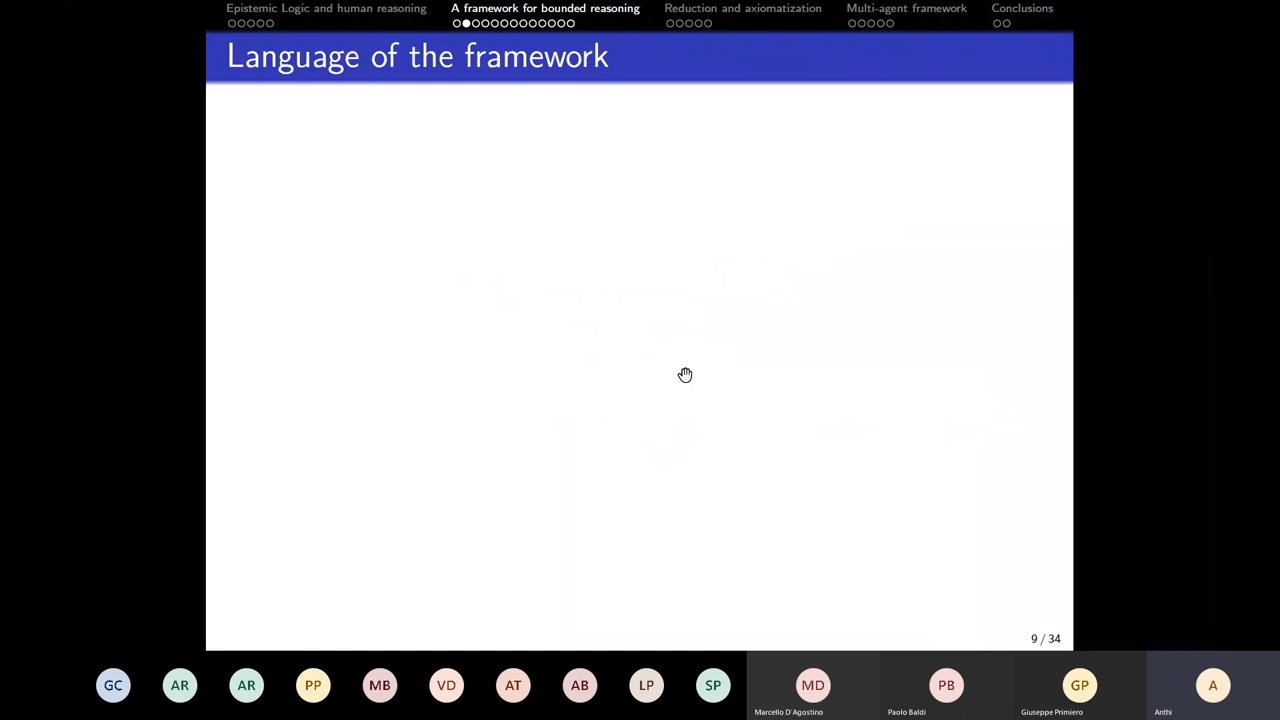 Epistemic Logic and human reasoning A framework for bounded reasoning Reduction and axiomatization Multi-agent framework Conclusions
Language of the framework
9 / 34
GC AR AR PP MB VD AT AB LP SP MD PB GP A
Marcello D'Agostino Paolo Baldi Giuseppe Primiero Anthi